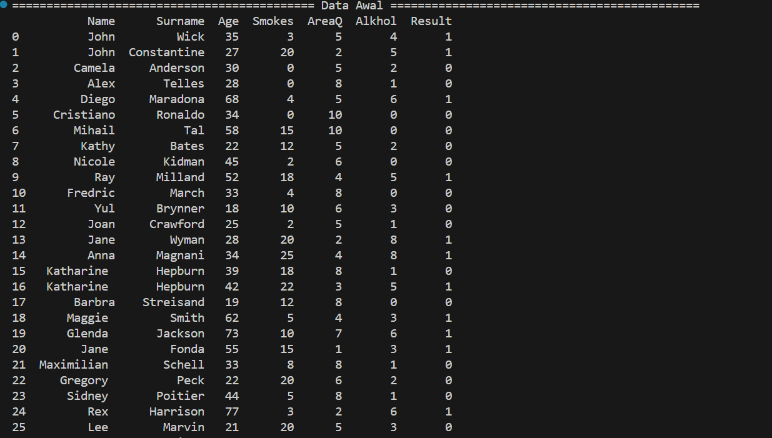 ============================================ Data Awal =============================================
Name Surname Age Smokes AreaQ Alkhol Result
0 John Wick 35 3 5 4 1
1 John Constantine 27 20 2 5 1
2 Camela Anderson 30 0 5 2 0
3 Alex Telles 28 0 8 1 0
4 Diego Maradona 68 4 5 6 1
5 Cristiano Ronaldo 34 0 10 0 0
6 Mihail Tal 58 15 10 0 0
7 Kathy Bates 22 12 5 2 0
8 Nicole Kidman 45 2 6 0 0
9 Ray Milland 52 18 4 5 1
10 Fredric March 33 4 8 0 0
11 Yul Brynner 18 10 6 3 0
12 Joan Crawford 25 2 5 1 0
13 Jane Wyman 28 20 2 8 1
14 Anna Magnani 34 25 4 8 1
15 Katharine Hepburn 39 18 8 1 0
16 Katharine Hepburn 42 22 3 5 1
17 Barbra Streisand 19 12 8 0 0
18 Maggie Smith 62 5 4 3 1
19 Glenda Jackson 73 10 7 6 1
20 Jane Fonda 55 15 1 3 1
21 Maximilian Schell 33 8 8 1 0
22 Gregory Peck 22 20 6 2 0
23 Sidney Poitier 44 5 8 1 0
24 Rex Harrison 77 3 2 6 1
25 Lee Marvin 21 20 5 3 0